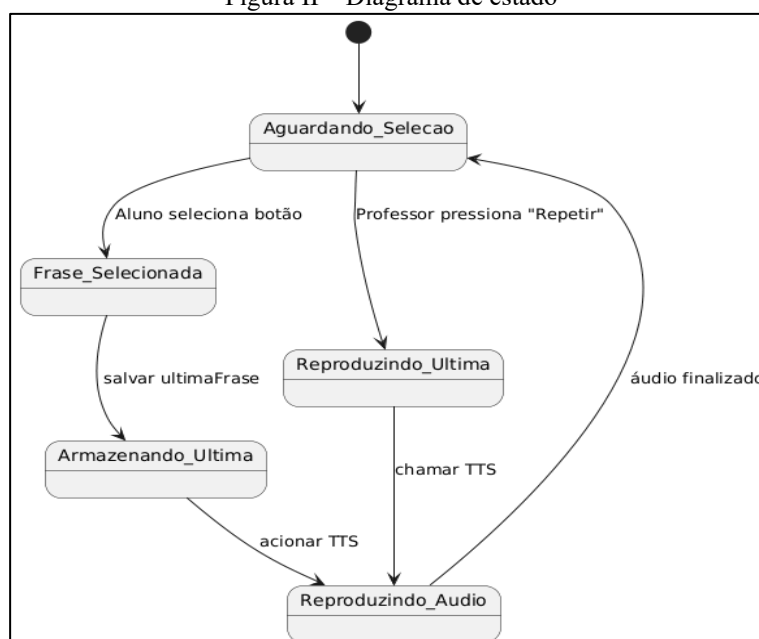 Figura II – Diagrama de estado
Aguardando_Selecao
Aluno seleciona botão
Professor pressiona "Repetir"
Frase_Selecionada
Reproduzindo_Ultima
salvar ultimaFrase
áudio finalizado
Armazenando_Ultima
chamar TTS
acionar TTS
Reproduzindo_Audio